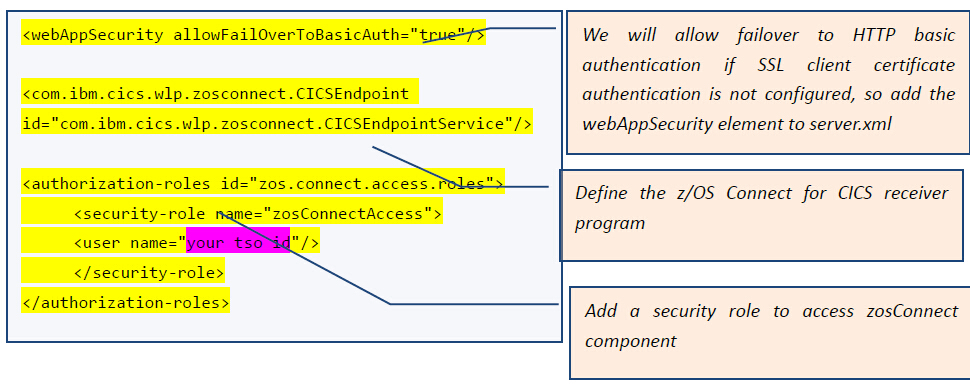 <webAppSecurity allowFailOverToBasicAuth="true"/>
<com.ibm.cics.wlp.zosconnect.CICSEndpoint
id="com.ibm.cics.wlp.zosconnect.CICSEndpointService"/>
<authorization-roles id="zos.connect.access.roles">
<security-role name="zosConnectAccess">
<user name="your tso id"/>
</security-role>
</authorization-roles>
We will allow failover to HTTP basic
authentication if SSL client certificate
authentication is not configured, so add the
webAppSecurity element to server.xml
Define the z/OS Connect for CICS receiver
program
Add a security role to access zosConnect
component